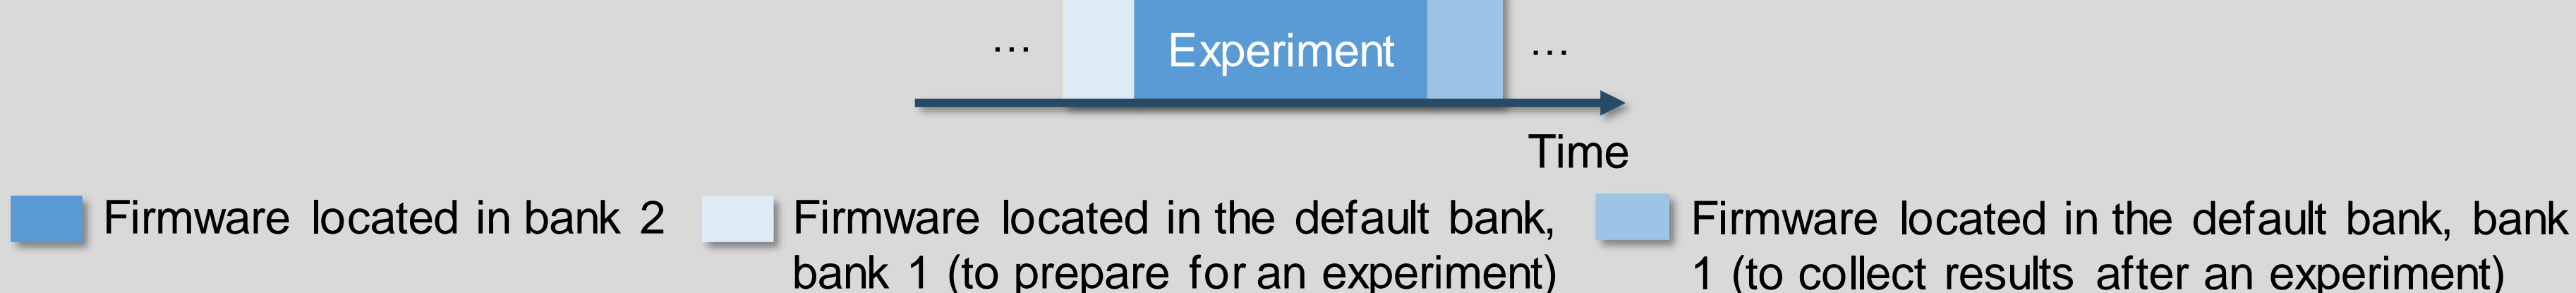 ... Experiment ...
Time
Firmware located in bank 2
Firmware located in the default bank,
bank 1 (to prepare for an experiment)
Firmware located in the default bank, bank
1 (to collect results after an experiment)